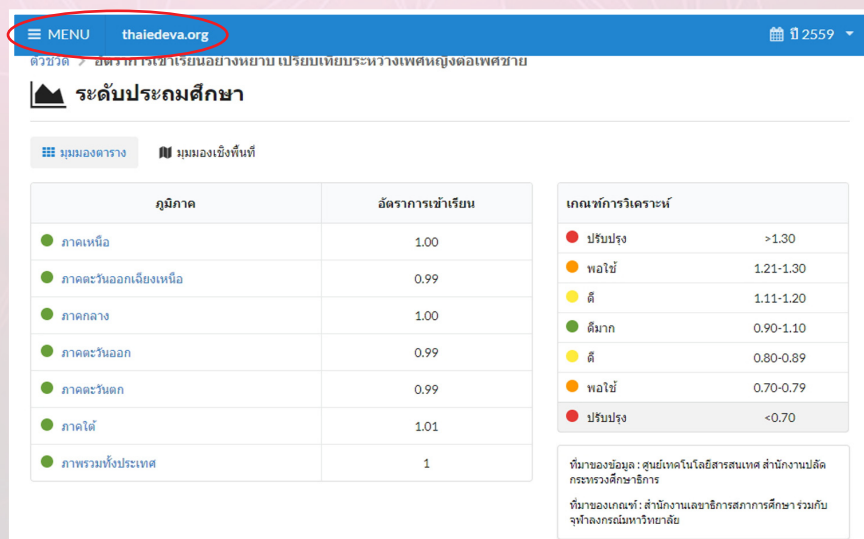 MENU thaiedeva.org ปี 2559
ตัวชี้วัด > อัตราการเข้าเรียนอย่างหยาบ เปรียบเทียบระหว่างเพศหญิงต่อเพศชาย
ระดับประถมศึกษา
มุมมองตาราง มุมมองเชิงพื้นที่
ภูมิภาค อัตราการเข้าเรียน
ภาคเหนือ 1.00
ภาคตะวันออกเฉียงเหนือ 0.99
ภาคกลาง 1.00
ภาคตะวันออก 0.99
ภาคตะวันตก 0.99
ภาคใต้ 1.01
ภาพรวมทั้งประเทศ 1
เกณฑ์การวิเคราะห์
ปรับปรุง >1.30
พอใช้ 1.21-1.30
ดี 1.11-1.20
ดีมาก 0.90-1.10
ดี 0.80-0.89
พอใช้ 0.70-0.79
ปรับปรุง <0.70
ที่มาของข้อมูล : ศูนย์เทคโนโลยีสารสนเทศ สำนักงานปลัด
กระทรวงศึกษาธิการ
ที่มาของเกณฑ์ : สำนักงานเลขาธิการสภาการศึกษา ร่วมกับ
จุฬาลงกรณ์มหาวิทยาลัย